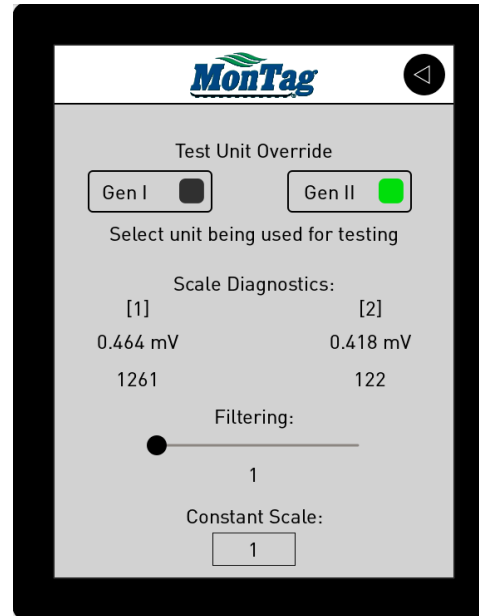 MonTag
Test Unit Override
Gen I Gen II
Select unit being used for testing
Scale Diagnostics:
[1] [2]
0.464 mV 0.418 mV
1261 122
Filtering:
1
Constant Scale:
1